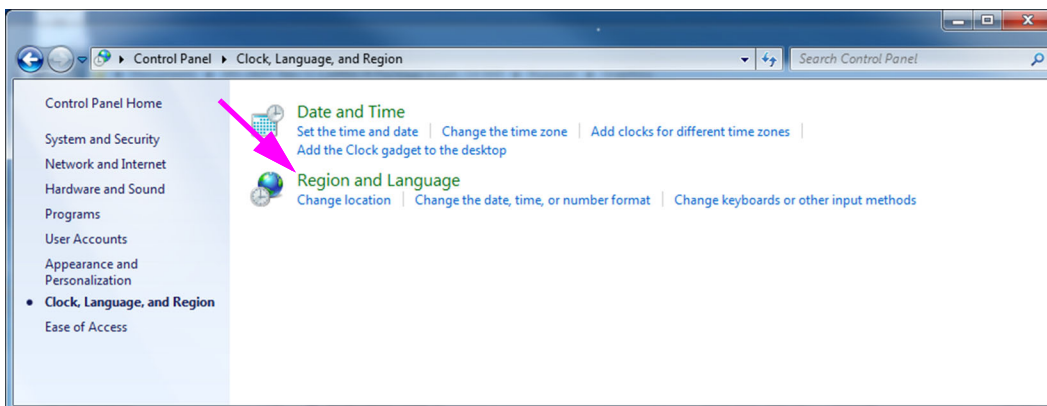 Control Panel Clock, Language, and Region
Search Control Panel
Control Panel Home
System and Security
Network and Internet
Hardware and Sound
Programs
User Accounts
Appearance and
Personalization
Clock, Language, and Region
Ease of Access
Date and Time
Set the time and date Change the time zone Add clocks for different time zones
Add the Clock gadget to the desktop
Region and Language
Change location Change the date, time, or number format Change keyboards or other input methods